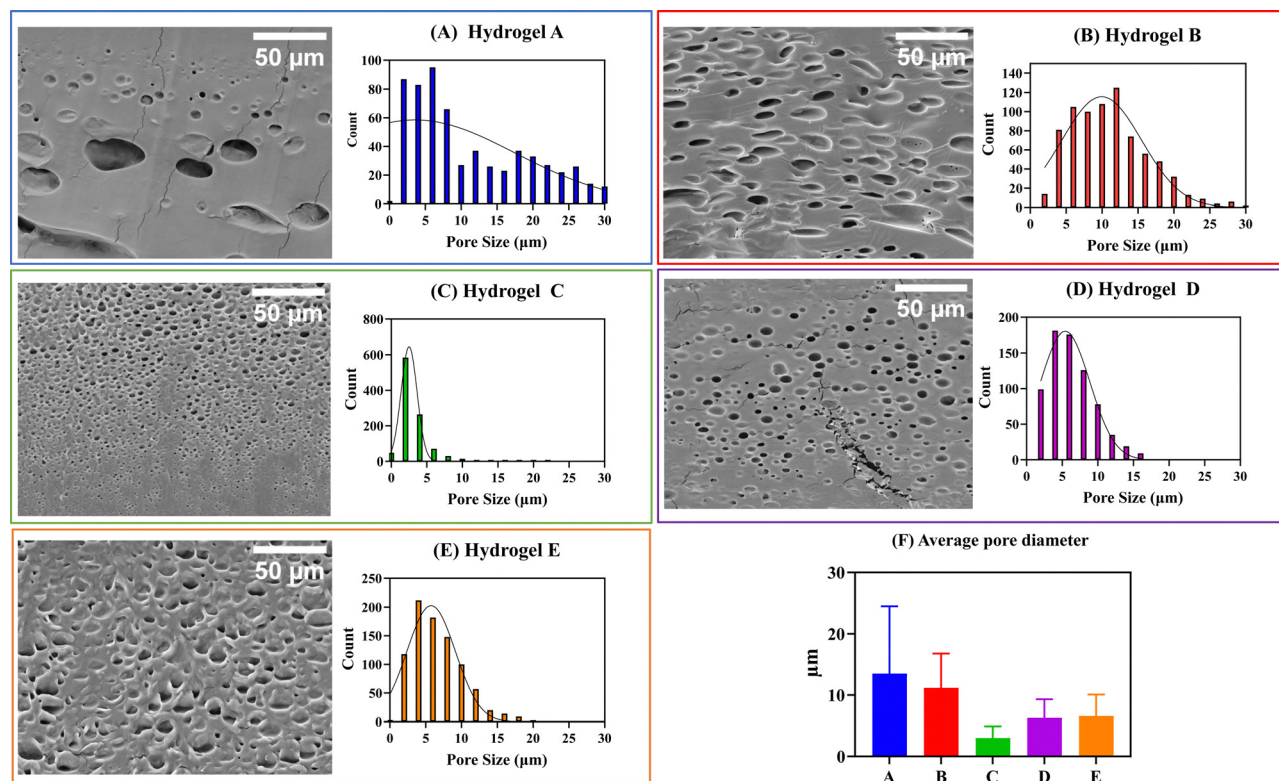 (A) Hydrogel A
50 µm
Count
100
80
60
40
20
0
0 5 10 15 20 25 30
Pore Size (µm)
(B) Hydrogel B
50 µm
Count
140
120
100
80
60
40
20
0
0 5 10 15 20 25 30
Pore Size (µm)
(C) Hydrogel C
50 µm
Count
800
600
400
200
0
0 5 10 15 20 25 30
Pore Size (µm)
(D) Hydrogel D
50 µm
Count
200
150
100
50
0
0 5 10 15 20 25 30
Pore Size (µm)
(E) Hydrogel E
50 µm
Count
250
200
150
100
50
0
0 5 10 15 20 25 30
Pore Size (µm)
(F) Average pore diameter
µm
30
20
10
0
A B C D E